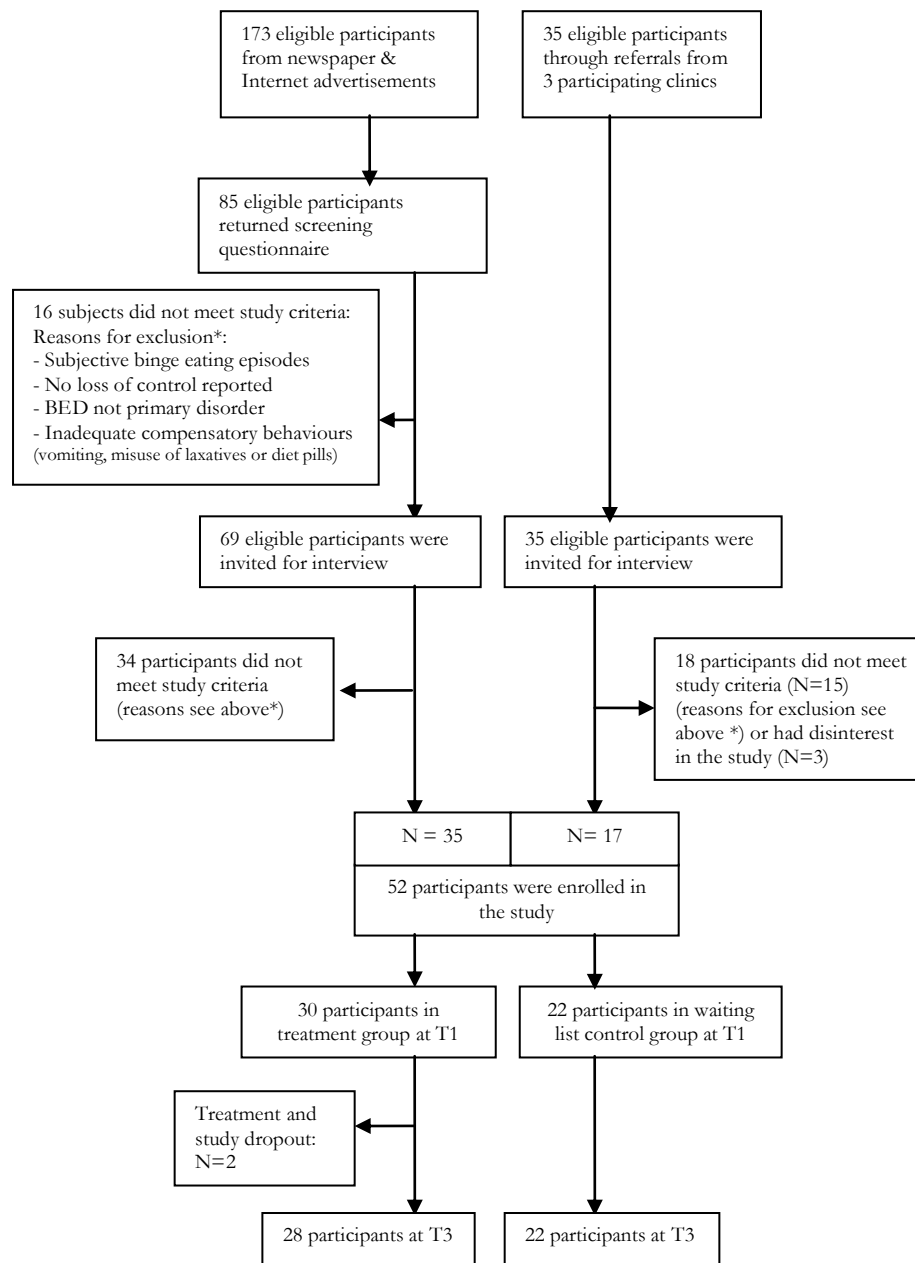 173 eligible participants
from newspaper &
Internet advertisements
35 eligible participants
through referrals from
3 participating clinics
85 eligible participants
returned screening
questionnaire
16 subjects did not meet study criteria:
Reasons for exclusion*:
- Subjective binge eating episodes
- No loss of control reported
- BED not primary disorder
- Inadequate compensatory behaviours
(vomiting, misuse of laxatives or diet pills)
69 eligible participants were
invited for interview
35 eligible participants were
invited for interview
34 participants did not
meet study criteria
(reasons see above*)
18 participants did not meet
study criteria (N=15)
(reasons for exclusion see
above *) or had disinterest
in the study (N=3)
N = 35
N= 17
52 participants were enrolled in
the study
30 participants in
treatment group at T1
22 participants in waiting
list control group at T1
Treatment and
study dropout:
N=2
28 participants at T3
22 participants at T3